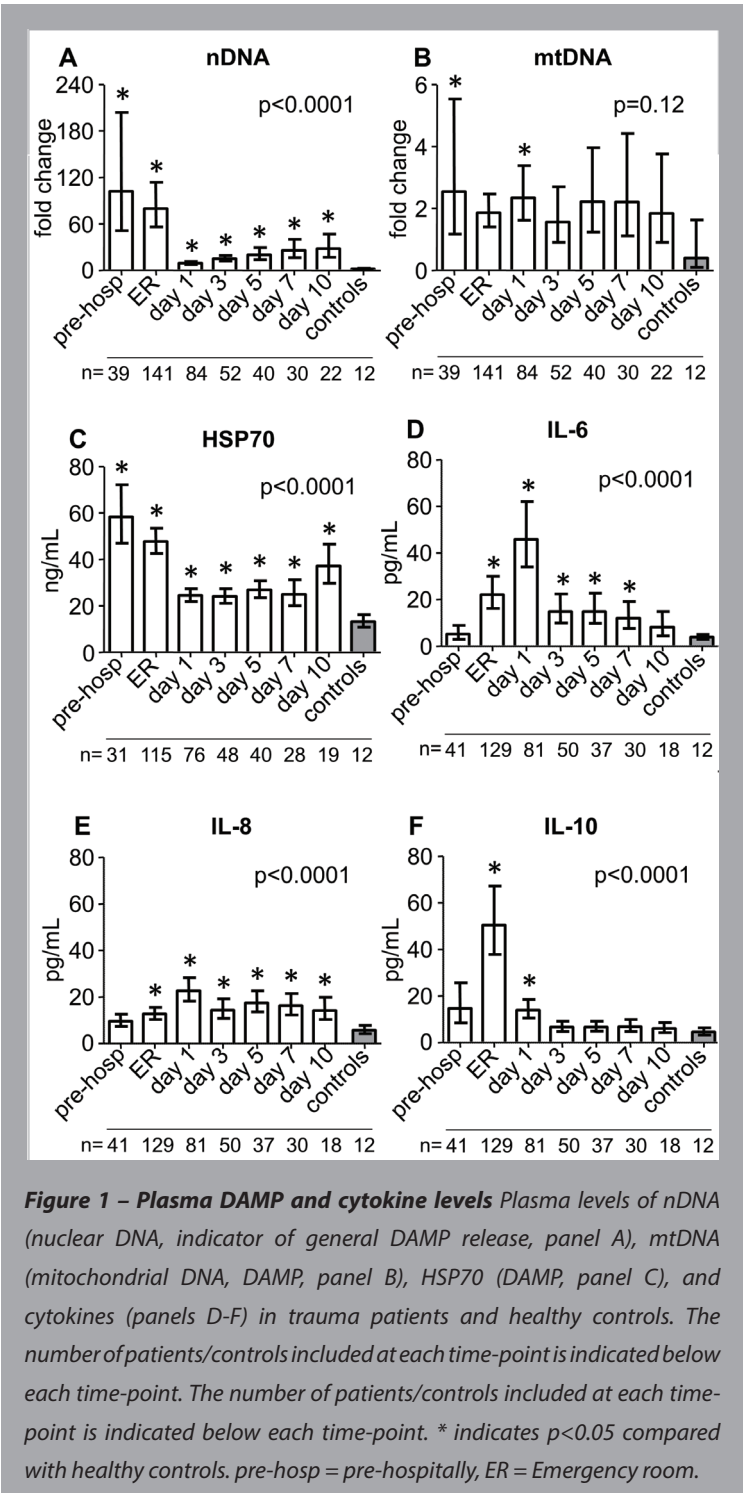 A nDNA
240
180
120
60
0
fold change
*
*
*
*
*
*
*
p<0.0001
pre-hosp
ER
day 1
day 3
day 5
day 7
day 10
controls
n= 39 141 84 52 40 30 22 12
B mtDNA
6
4
2
0
fold change
*
*
p=0.12
pre-hosp
ER
day 1
day 3
day 5
day 7
day 10
controls
n= 39 141 84 52 40 30 22 12
C HSP70
80
60
40
20
0
ng/mL
*
*
*
*
*
*
*
p<0.0001
pre-hosp
ER
day 1
day 3
day 5
day 7
day 10
controls
n= 31 115 76 48 40 28 19 12
D IL-6
80
60
40
20
0
pg/mL
*
*
*
*
*
p<0.0001
pre-hosp
ER
day 1
day 3
day 5
day 7
day 10
controls
n= 41 129 81 50 37 30 18 12
E IL-8
80
60
40
20
0
pg/mL
*
*
*
*
*
*
p<0.0001
pre-hosp
ER
day 1
day 3
day 5
day 7
day 10
controls
n= 41 129 81 50 37 30 18 12
F IL-10
80
60
40
20
0
pg/mL
*
*
p<0.0001
pre-hosp
ER
day 1
day 3
day 5
day 7
day 10
controls
n= 41 129 81 50 37 30 18 12
Figure 1 – Plasma DAMP and cytokine levels Plasma levels of nDNA
(nuclear DNA, indicator of general DAMP release, panel A), mtDNA
(mitochondrial DNA, DAMP, panel B), HSP70 (DAMP, panel C), and
cytokines (panels D-F) in trauma patients and healthy controls. The
number of patients/controls included at each time-point is indicated below
each time-point. The number of patients/controls included at each time-
point is indicated below each time-point. * indicates p<0.05 compared
with healthy controls. pre-hosp = pre-hospitally, ER = Emergency room.